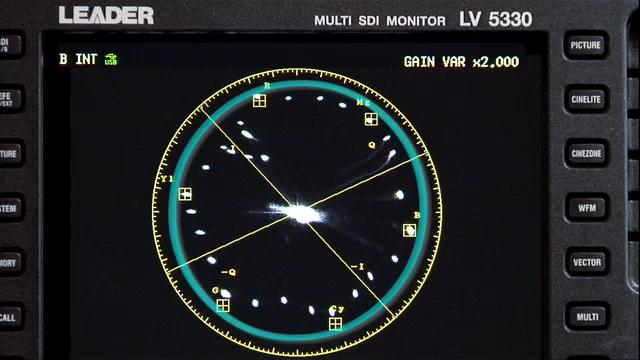 LEADER
MULTI SDI MONITOR LV 5330
B INT USB
GAIN VAR x2.000
PICTURE
CINELITE
CINEZONE
WFM
VECTOR
MULTI
R
Mg
Q
I
Yl
B
-I
-Q
G
Cy